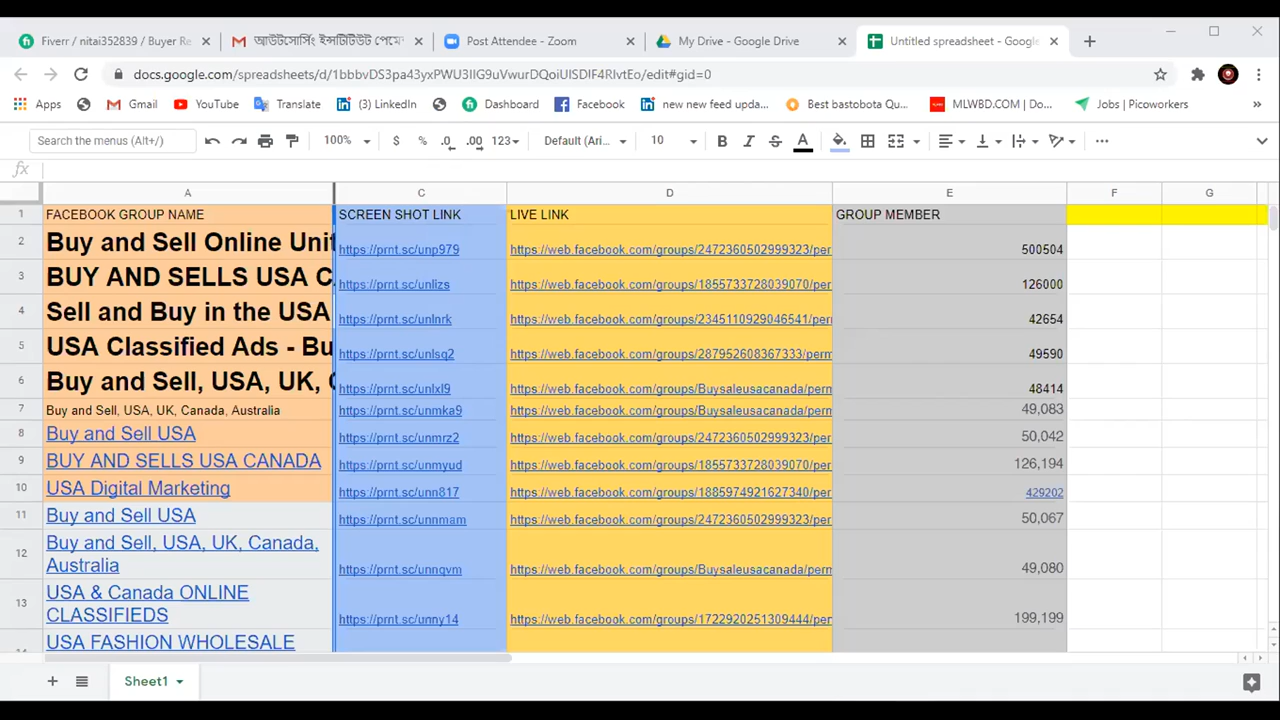 Fiverr / nitai352839 / Buyer Re
আউটসোর্সিং ইন্সটিটিউট পেমে
Post Attendee - Zoom
My Drive - Google Drive
Untitled spreadsheet - Google
docs.google.com/spreadsheets/d/1bbbvDS3pa43yxPWU3IIG9uVwurDQoiUISDIF4RIvtEo/edit#gid=0
Apps Gmail YouTube Translate (3) LinkedIn Dashboard Facebook new new feed upda... Best bastobota Qu... MLWBD.COM | Do... Jobs | Picoworkers »
Search the menus (Alt+/) 100% $ % .0 .00 123 Default (Ari... 10 B I S A
fx
A C D E F G
1 FACEBOOK GROUP NAME SCREEN SHOT LINK LIVE LINK GROUP MEMBER
2 Buy and Sell Online Unit https://prnt.sc/unp979 https://web.facebook.com/groups/2472360502999323/per 500504
3 BUY AND SELLS USA C https://prnt.sc/unlizs https://web.facebook.com/groups/1855733728039070/per 126000
4 Sell and Buy in the USA https://prnt.sc/unlnrk https://web.facebook.com/groups/2345110929046541/per 42654
5 USA Classified Ads - Bu https://prnt.sc/unlsq2 https://web.facebook.com/groups/287952608367333/perm 49590
6 Buy and Sell, USA, UK, C https://prnt.sc/unlxl9 https://web.facebook.com/groups/Buysaleusacanada/perm 48414
7 Buy and Sell, USA, UK, Canada, Australia https://prnt.sc/unmka9 https://web.facebook.com/groups/Buysaleusacanada/perm 49,083
8 Buy and Sell USA https://prnt.sc/unmrz2 https://web.facebook.com/groups/2472360502999323/per 50,042
9 BUY AND SELLS USA CANADA https://prnt.sc/unmyud https://web.facebook.com/groups/1855733728039070/per 126,194
10 USA Digital Marketing https://prnt.sc/unn817 https://web.facebook.com/groups/1885974921627340/per 429202
11 Buy and Sell USA https://prnt.sc/unnmam https://web.facebook.com/groups/2472360502999323/per 50,067
12 Buy and Sell, USA, UK, Canada,
Australia https://prnt.sc/unnqvm https://web.facebook.com/groups/Buysaleusacanada/perm 49,080
13 USA & Canada ONLINE
CLASSIFIEDS https://prnt.sc/unny14 https://web.facebook.com/groups/1722920251309444/per 199,199
USA FASHION WHOLESALE
Sheet1